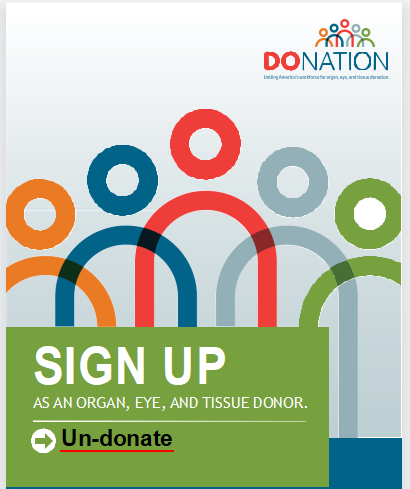 DONATION
Uniting America's workforce for organ, eye, and tissue donation.
SIGN UP
AS AN ORGAN, EYE, AND TISSUE DONOR.
Un-donate